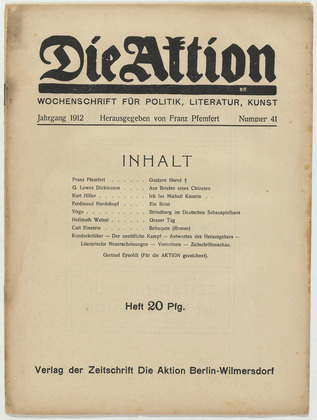 Die Aktion
WOCHENSCHRIFT FÜR POLITIK, LITERATUR, KUNST
Jahrgang 1912 Herausgegeben von Franz Pfemfert Nummer 41
INHALT
Franz Pfemfert . . . . . . Gustave Hervé †
G. Lowes Dickinson . . . . Aus Briefen eines Chinesen
Kurt Hiller . . . . . . . Ich las Michail Kusmin
Ferdinand Hardekopf . . . . Ein Brief
Virgo . . . . . . . . Strindberg im Deutschen Schauspielhaus
Hellmuth Wetzel . . . . . Grauer Tag
Carl Einstein . . . . . . Bebuquin (Roman)
Kondorkritiker — Der unsittliche Kampf — Antworten des Herausgebers —
Literarische Neuerscheinungen — Vornotizen — Zeitschriftenschau.
Gertrud Eysoldt (Für die AKTION gezeichnet).
Heft 20 Pfg.
Verlag der Zeitschrift Die Aktion Berlin-Wilmersdorf